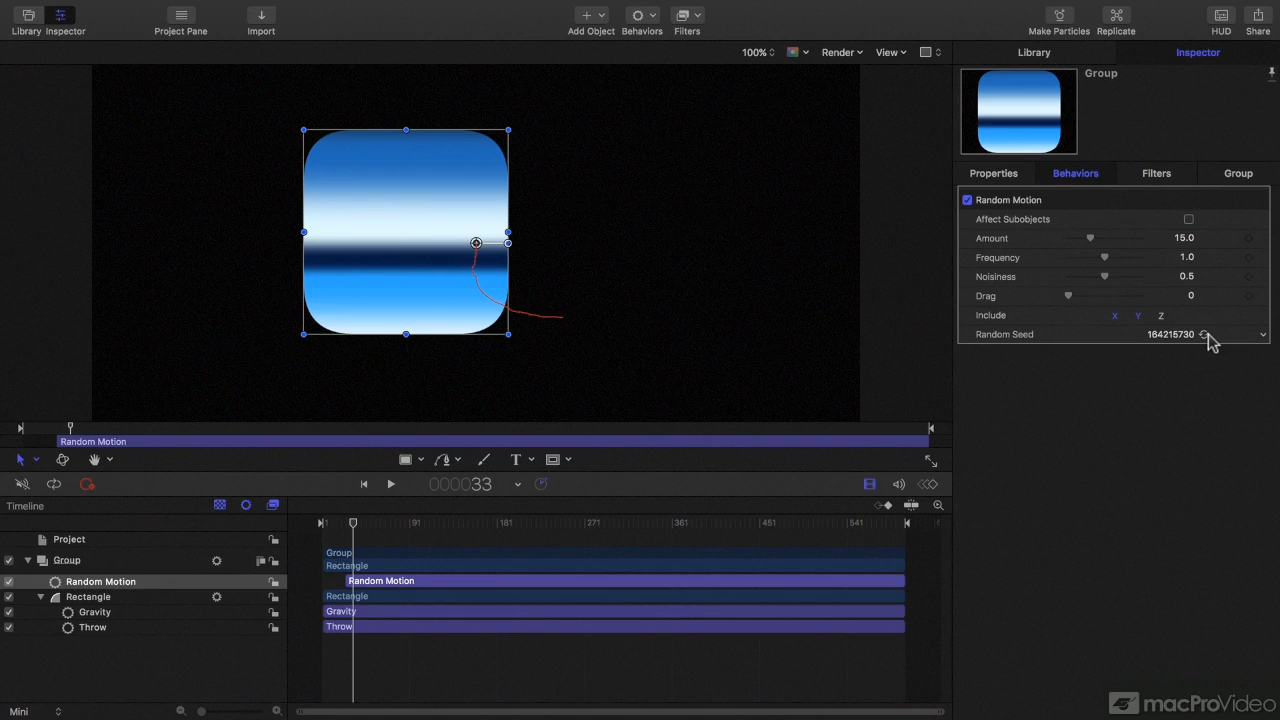 Library Inspector Project Pane Import Add Object Behaviors Filters Make Particles Replicate HUD Share
100% Render View Library Inspector
Group
Properties Behaviors Filters Group
Random Motion
Affect Subobjects
Amount 15.0
Frequency 1.0
Noisiness 0.5
Drag 0
Include X Y Z
Random Seed 164215730
Random Motion
T
000033
Timeline
1 91 181 271 361 451 541
Project
Group Group
Rectangle
Random Motion Random Motion
Rectangle Rectangle
Gravity Gravity
Throw Throw
Mini
macProVideo